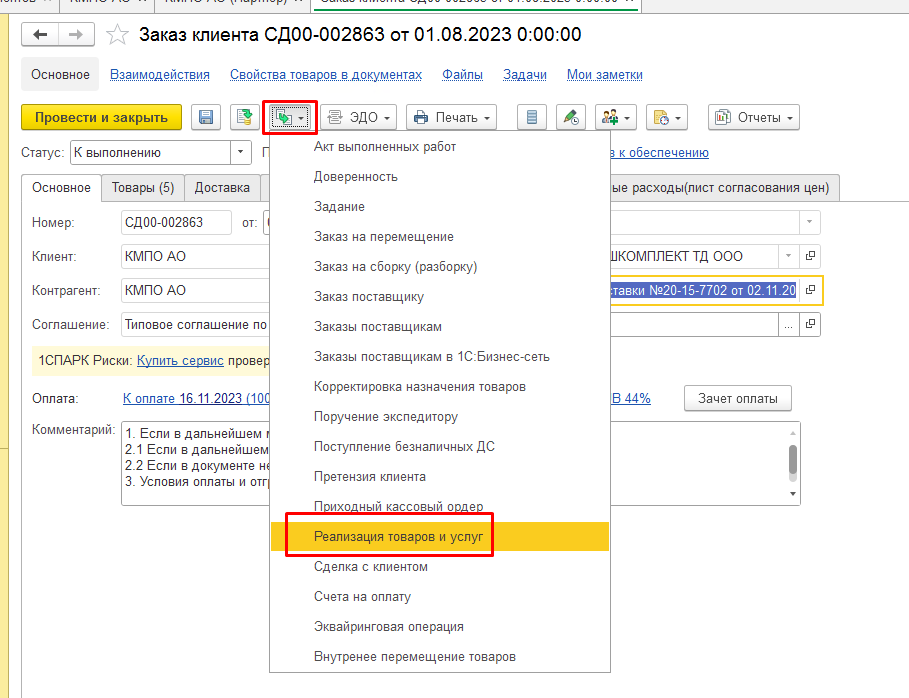 Заказ клиента СД00-002863 от 01.08.2023 0:00:00
Основное Взаимодействия Свойства товаров в документах Файлы Задачи Мои заметки
Провести и закрыть ЭДО Печать Отчеты
Статус: К выполнению в к обеспечению
Основное Товары (5) Доставка ые расходы(лист согласования цен)
Номер: СД00-002863 от:
Клиент: КМПО АО ШКОМПЛЕКТ ТД ООО
Контрагент: КМПО АО ставки №20-15-7702 от 02.11.20
Соглашение: Типовое соглашение по ...
1СПАРК Риски: Купить сервис провер
Оплата: К оплате 16.11.2023 (100 В 44% Зачет оплаты
Комментарий: 1. Если в дальнейшем
2.1 Если в дальнейшем
2.2 Если в документе не
3. Условия оплаты и отг
Акт выполненных работ
Доверенность
Задание
Заказ на перемещение
Заказ на сборку (разборку)
Заказ поставщику
Заказы поставщикам
Заказы поставщикам в 1С:Бизнес-сеть
Корректировка назначения товаров
Поручение экспедитору
Поступление безналичных ДС
Претензия клиента
Приходный кассовый ордер
Реализация товаров и услуг
Сделка с клиентом
Счета на оплату
Эквайринговая операция
Внутренее перемещение товаров